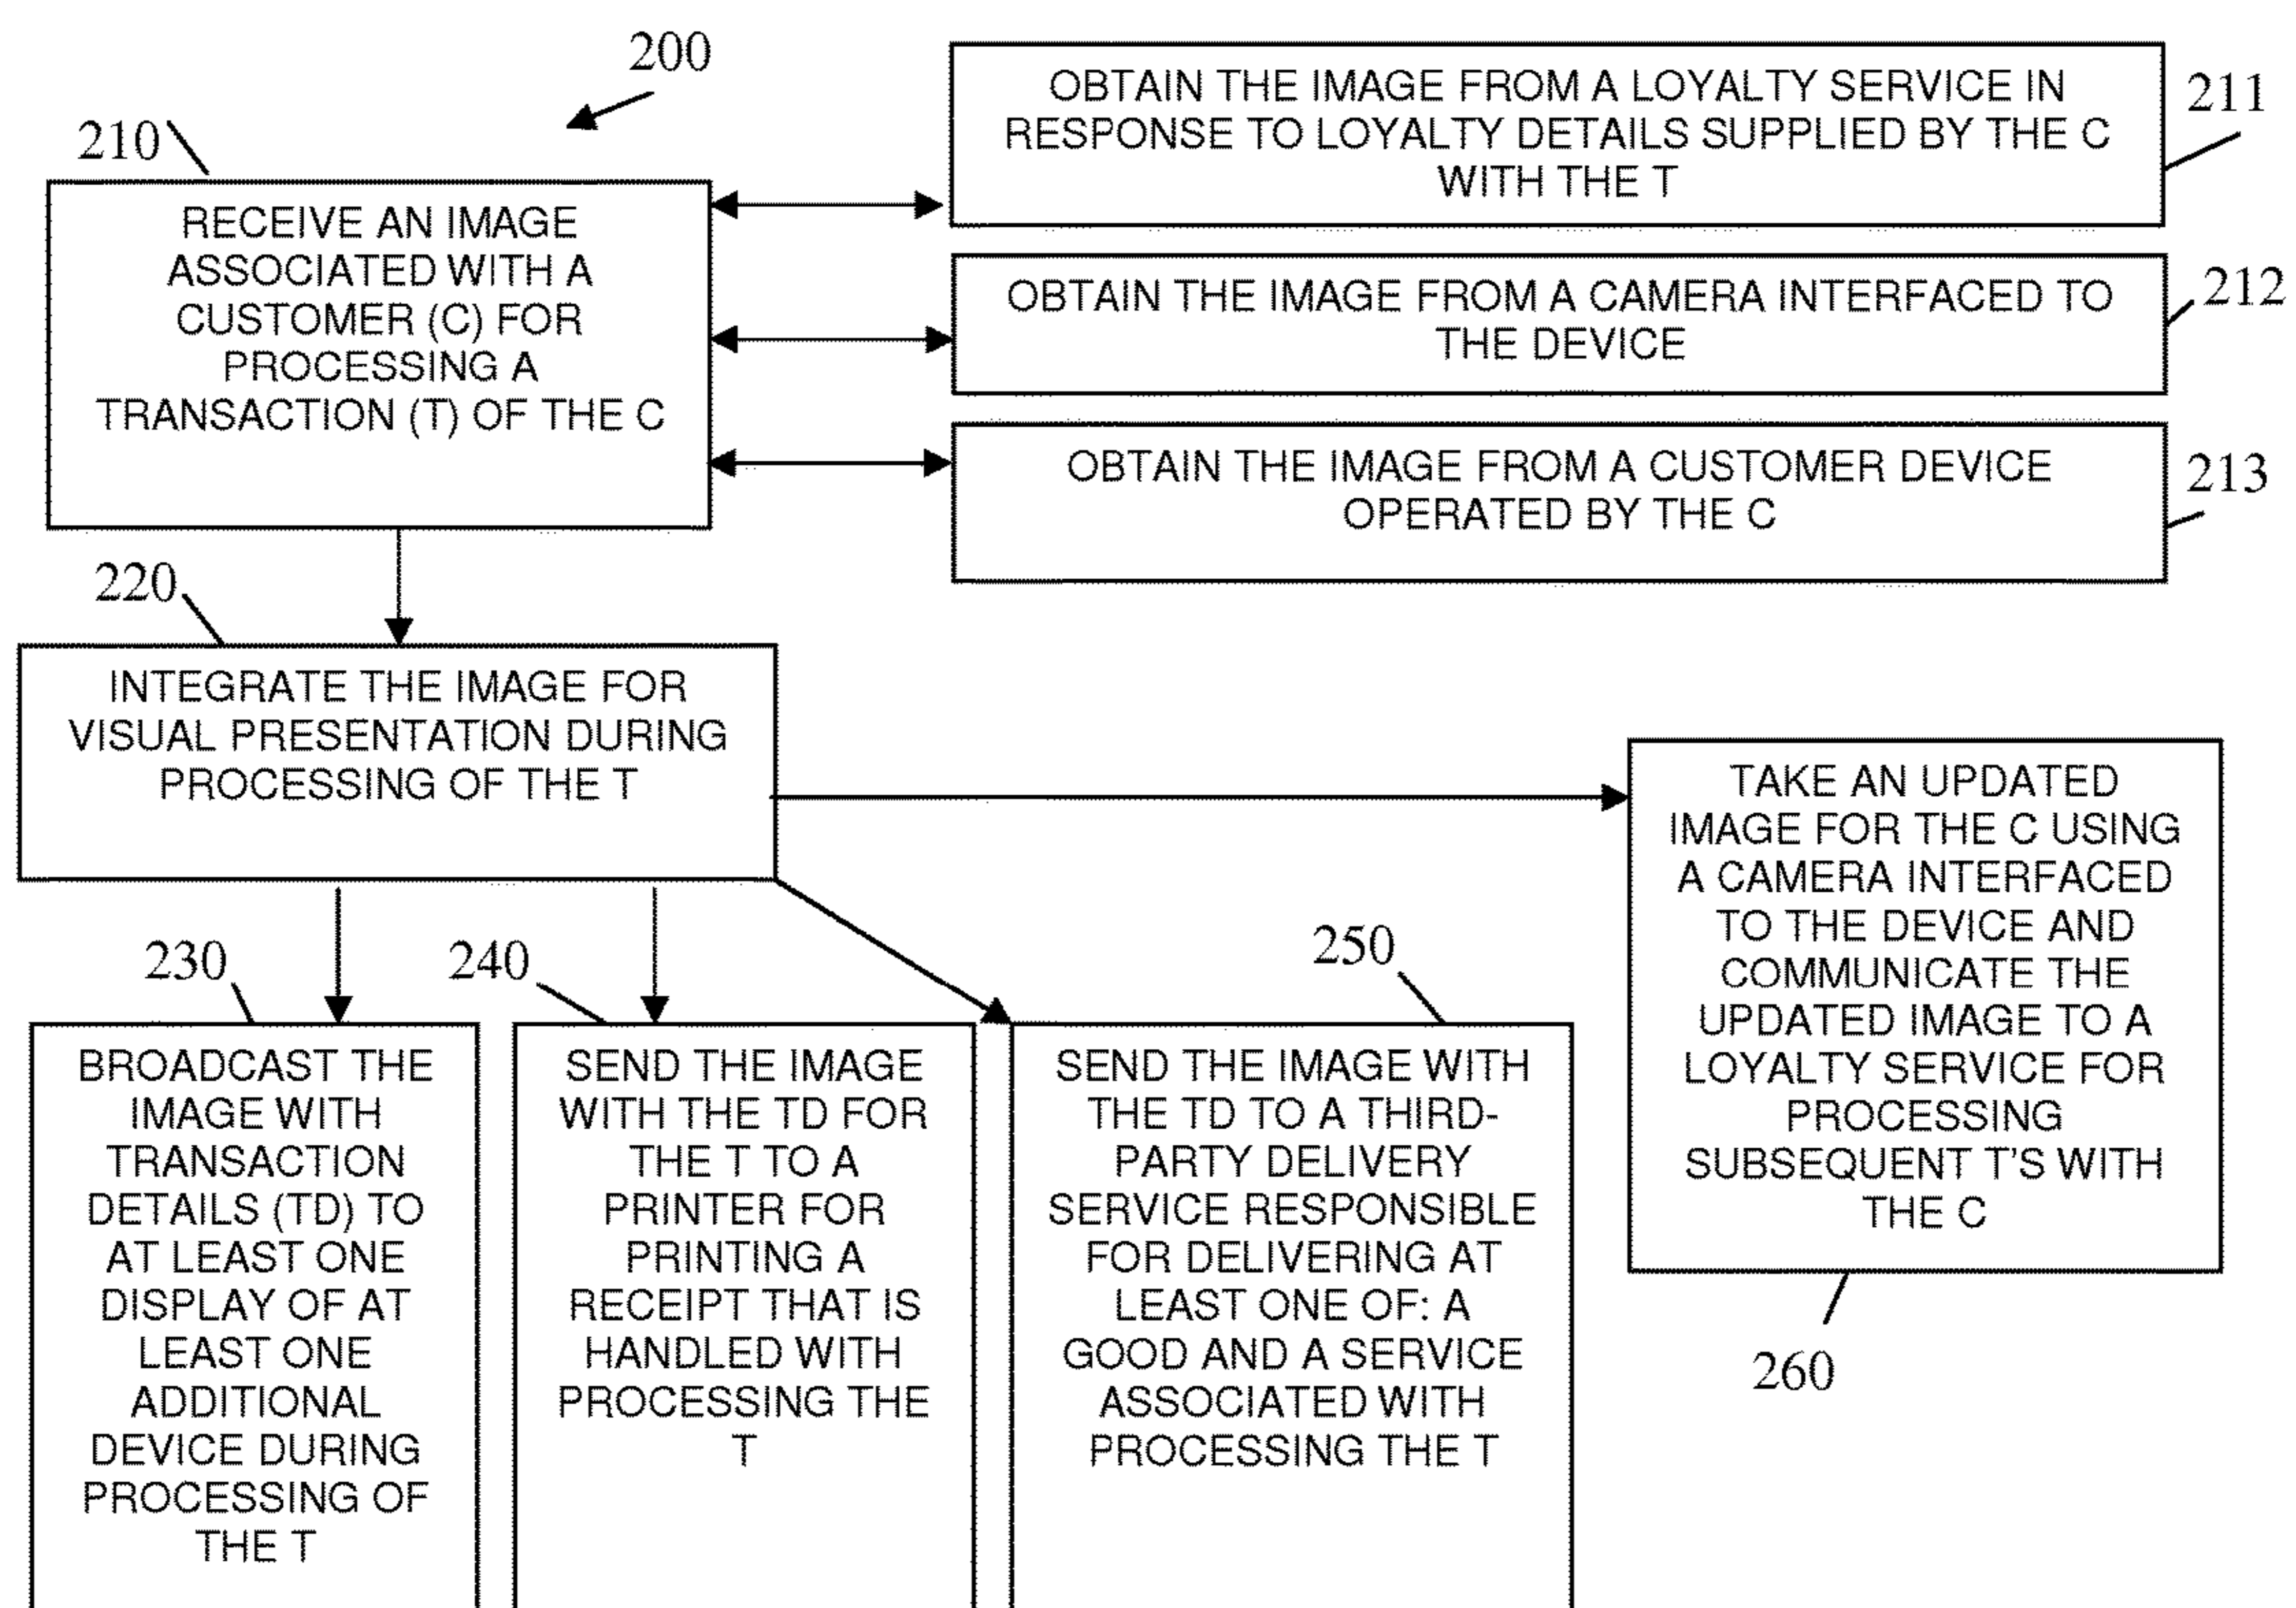 200
210
RECEIVE AN IMAGE
ASSOCIATED WITH A
CUSTOMER (C) FOR
PROCESSING A
TRANSACTION (T) OF THE C
OBTAIN THE IMAGE FROM A LOYALTY SERVICE IN
RESPONSE TO LOYALTY DETAILS SUPPLIED BY THE C
WITH THE T
211
OBTAIN THE IMAGE FROM A CAMERA INTERFACED TO
THE DEVICE
212
OBTAIN THE IMAGE FROM A CUSTOMER DEVICE
OPERATED BY THE C
213
220
INTEGRATE THE IMAGE FOR
VISUAL PRESENTATION DURING
PROCESSING OF THE T
230
BROADCAST THE
IMAGE WITH
TRANSACTION
DETAILS (TD) TO
AT LEAST ONE
DISPLAY OF AT
LEAST ONE
ADDITIONAL
DEVICE DURING
PROCESSING OF
THE T
240
SEND THE IMAGE
WITH THE TD FOR
THE T TO A
PRINTER FOR
PRINTING A
RECEIPT THAT IS
HANDLED WITH
PROCESSING THE
T
250
SEND THE IMAGE WITH
THE TD TO A THIRD-
PARTY DELIVERY
SERVICE RESPONSIBLE
FOR DELIVERING AT
LEAST ONE OF: A
GOOD AND A SERVICE
ASSOCIATED WITH
PROCESSING THE T
TAKE AN UPDATED
IMAGE FOR THE C USING
A CAMERA INTERFACED
TO THE DEVICE AND
COMMUNICATE THE
UPDATED IMAGE TO A
LOYALTY SERVICE FOR
PROCESSING
SUBSEQUENT T'S WITH
THE C
260